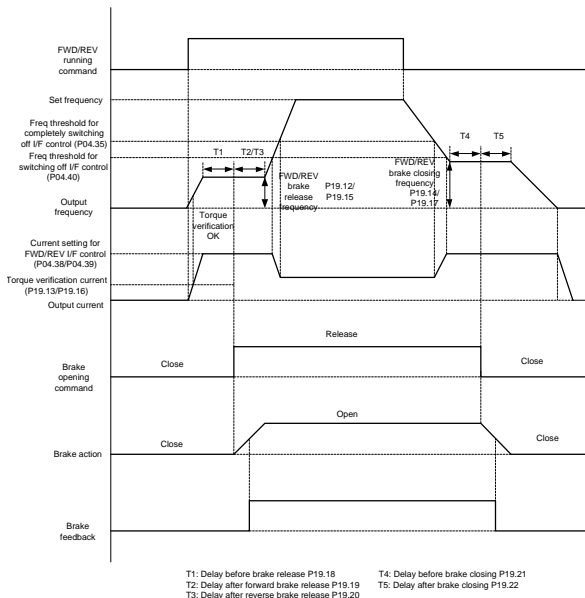 FWD/REV
running
command
Set frequency
Freq threshold for
completely switching
off I/F control (P04.35)
Freq threshold for
switching off I/F control
(P04.40)
T1
T2/T3
T4
T5
FWD/REV
brake
release
frequency
P19.12/
P19.15
FWD/REV
brake closing
frequency
P19.14/
P19.17
Output
frequency
Torque
verification
OK
Current setting for
FWD/REV I/F control
(P04.38/P04.39)
Torque verification current
(P19.13/P19.16)
Output current
Release
Brake
opening
command
Close
Close
Open
Brake action
Close
Close
Brake
feedback
T1: Delay before brake release P19.18
T4: Delay before brake closing P19.21
T2: Delay after forward brake release P19.19
T5: Delay after brake closing P19.22
T3: Delay after reverse brake release P19.20